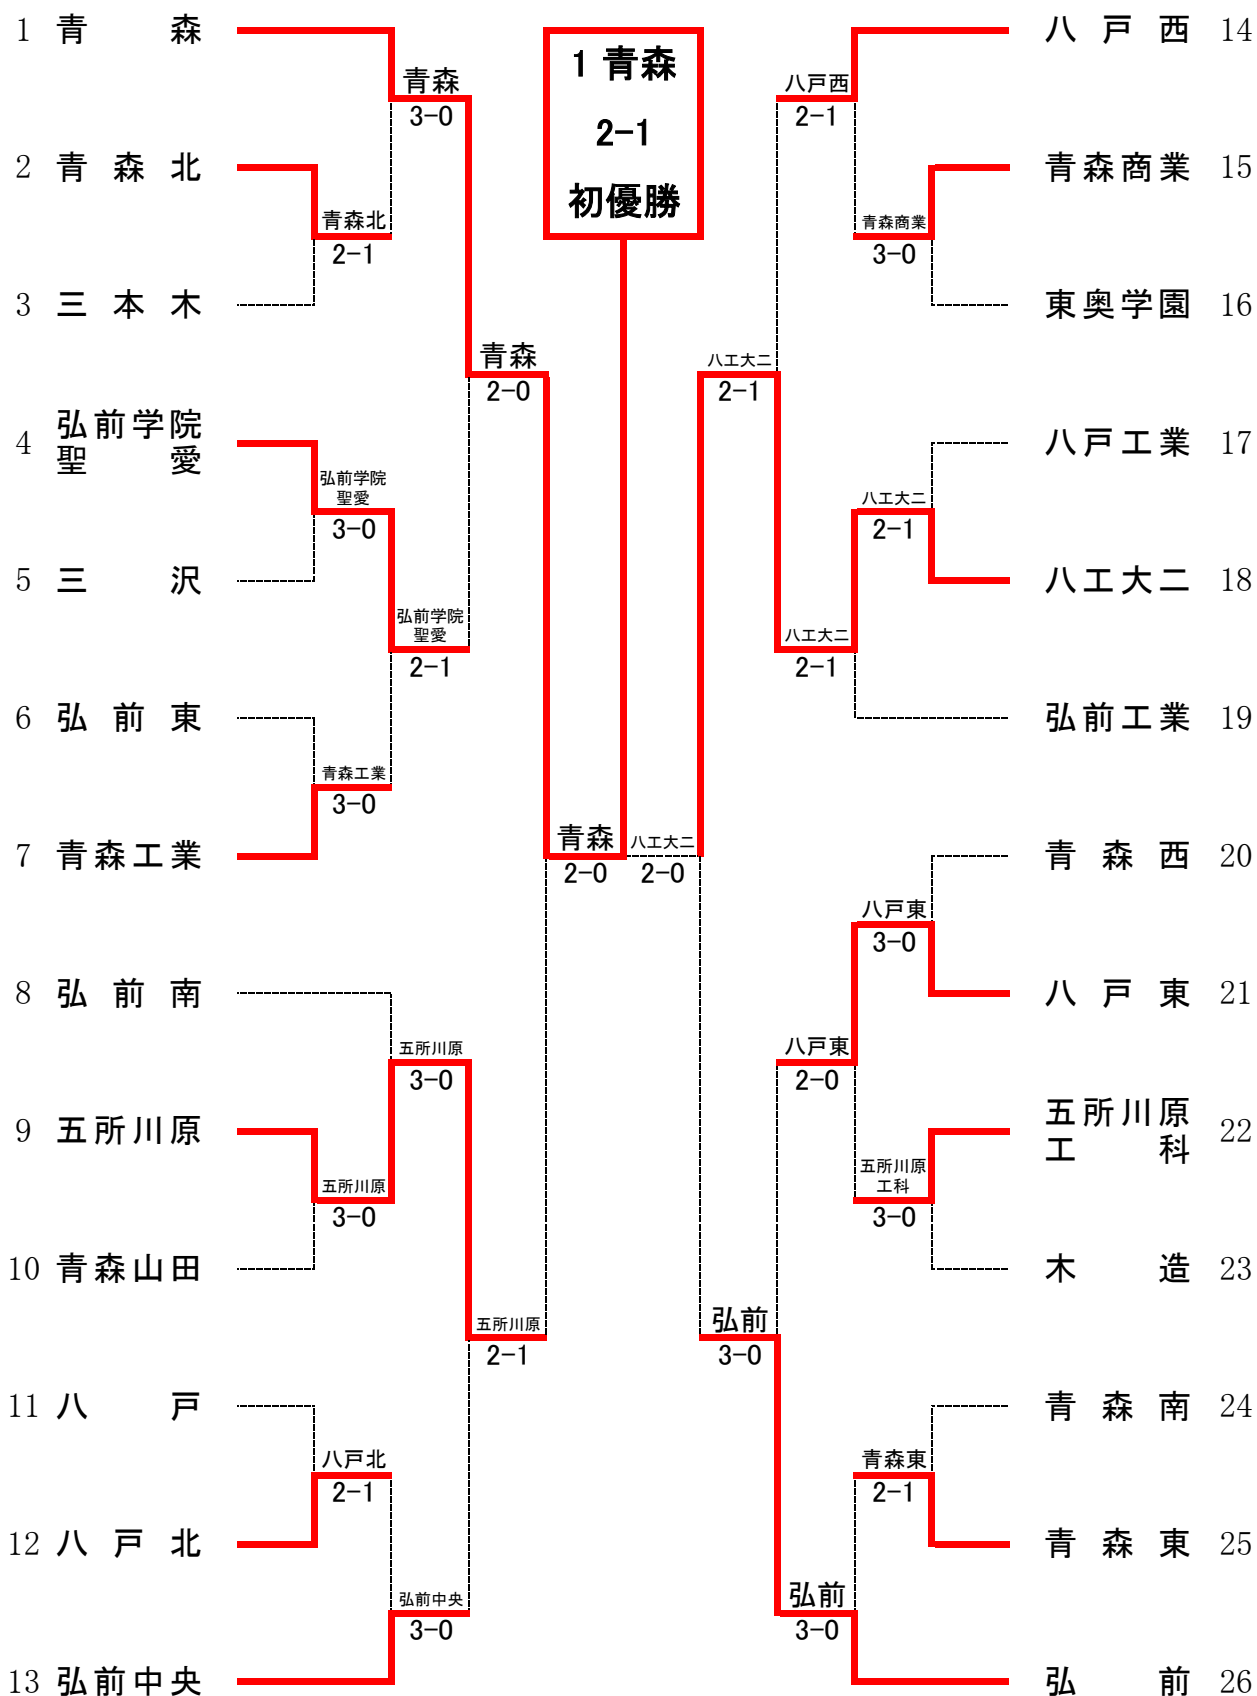 1 青森
青森
3-0
2 青森北
青森北
2-1
3 三本木
青森
2-0
4 弘前学院
聖愛
弘前学院
聖愛
3-0
5 三沢
弘前学院
聖愛
2-1
6 弘前東
青森工業
3-0
7 青森工業
青森
2-0
8 弘前南
五所川原
3-0
9 五所川原
五所川原
3-0
10 青森山田
五所川原
2-1
11 八戸
八戸北
2-1
12 八戸北
弘前中央
3-0
13 弘前中央
1 青森
2-1
初優勝
八戸西 14
八戸西
2-1
青森商業 15
青森商業
3-0
東奥学園 16
八工大二
2-1
八戸工業 17
八工大二
2-1
八工大二 18
八工大二
2-1
弘前工業 19
八工大二
2-0
青森西 20
八戸東
3-0
八戸東 21
八戸東
2-0
五所川原
工科 22
五所川原
工科
3-0
木造 23
弘前
3-0
青森南 24
青森東
2-1
青森東 25
弘前
3-0
弘前 26